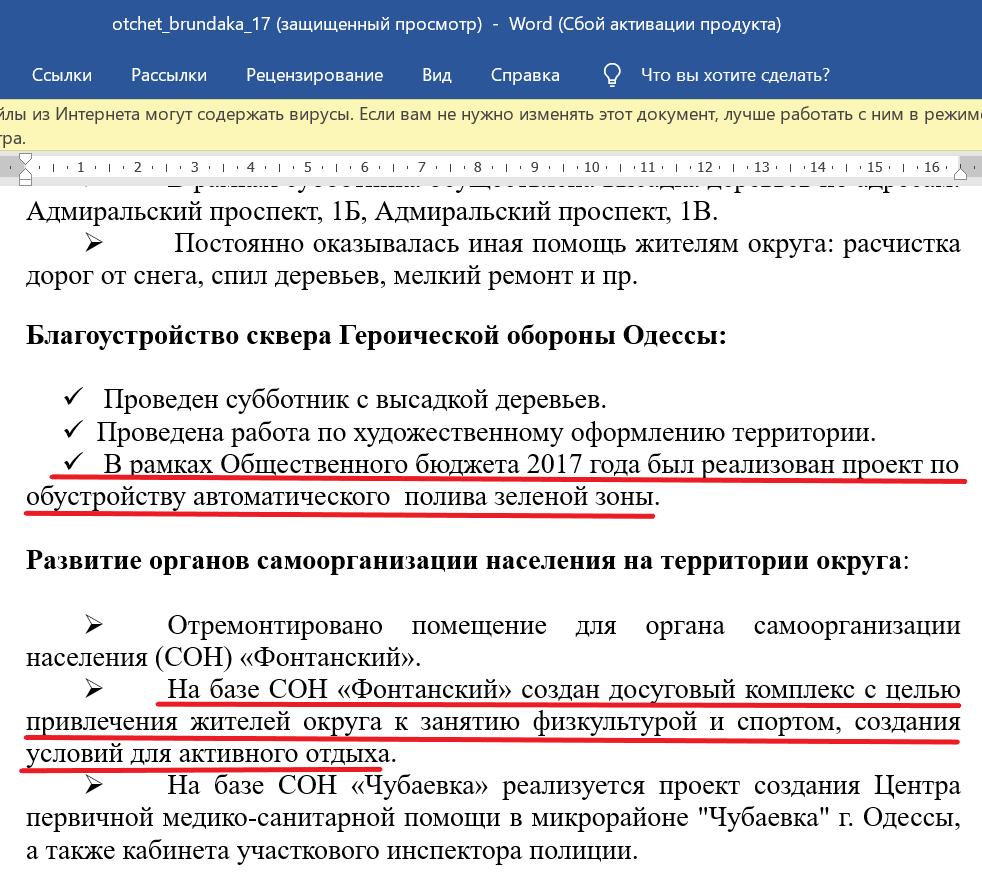 otchet_brundaka_17 (защищенный просмотр) - Word (Сбой активации продукта)
Ссылки Рассылки Рецензирование Вид Справка Что вы хотите сделать?
из Интернета могут содержать вирусы. Если вам не нужно изменять этот документ, лучше работать с ним в
1 2 3 4 5 6 7 8 9 10 11 12 13 14 15 16
В рамках субботника осуществлена высадка деревьев по адресам:
Адмиральский проспект, 1Б, Адмиральский проспект, 1В.
➢ Постоянно оказывалась иная помощь жителям округа: расчистка
дорог от снега, спил деревьев, мелкий ремонт и пр.
Благоустройство сквера Героической обороны Одессы:
✓ Проведен субботник с высадкой деревьев.
✓ Проведена работа по художественному оформлению территории.
✓ В рамках Общественного бюджета 2017 года был реализован проект по
обустройству автоматического полива зеленой зоны.
Развитие органов самоорганизации населения на территории округа:
➢ Отремонтировано помещение для органа самоорганизации
населения (СОН) «Фонтанский».
➢ На базе СОН «Фонтанский» создан досуговый комплекс с целью
привлечения жителей округа к занятию физкультурой и спортом, создания
условий для активного отдыха.
➢ На базе СОН «Чубаевка» реализуется проект создания Центра
первичной медико-санитарной помощи в микрорайоне "Чубаевка" г. Одессы,
а также кабинета участкового инспектора полиции.